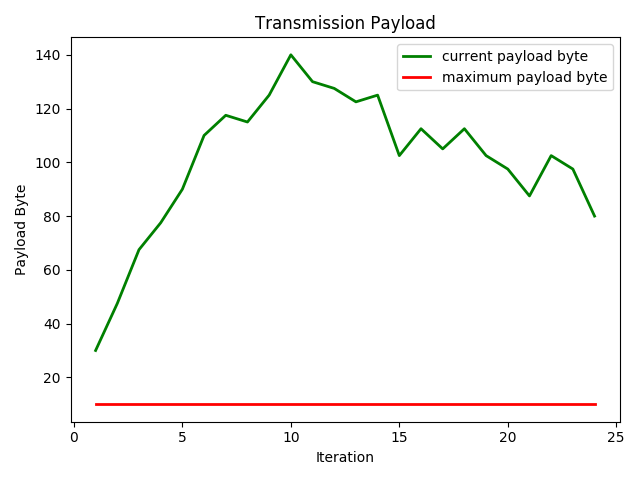 Transmission Payload
current payload byte
maximum payload byte
Payload Byte
140
120
100
80
60
40
20
0
5
10
15
20
25
Iteration